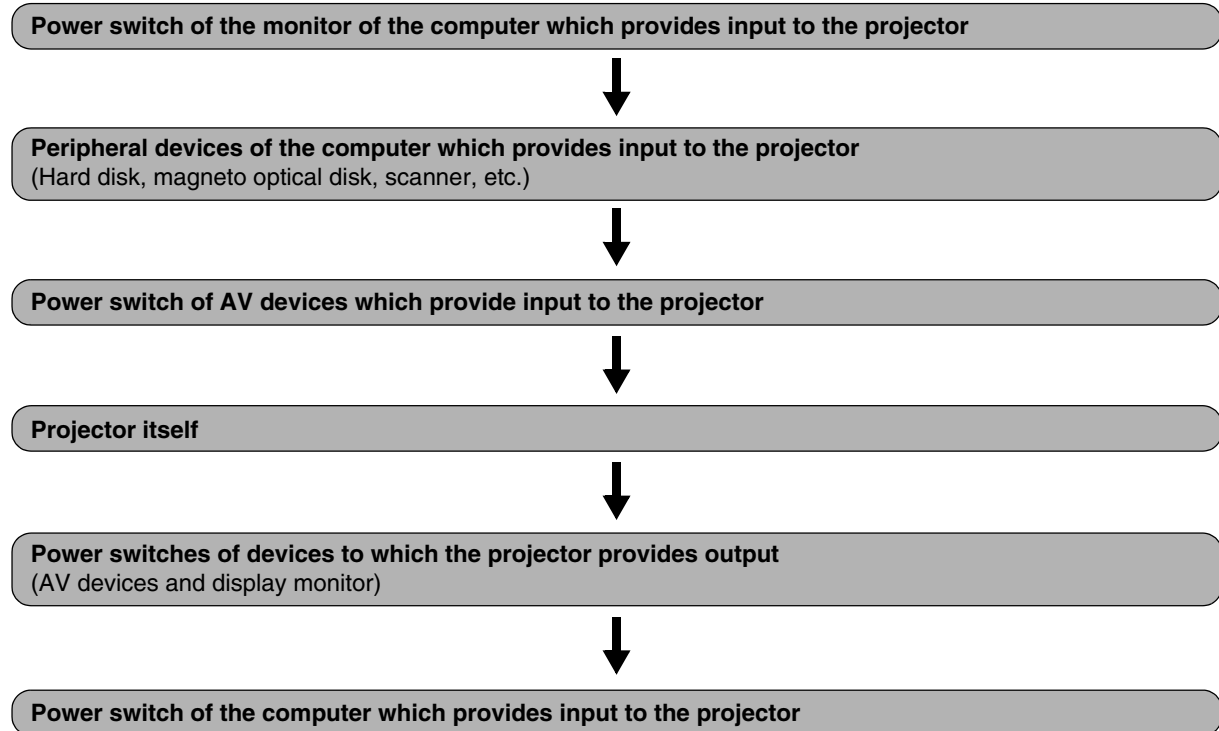 Power switch of the monitor of the computer which provides input to the projector
Peripheral devices of the computer which provides input to the projector
(Hard disk, magneto optical disk, scanner, etc.)
Power switch of AV devices which provide input to the projector
Projector itself
Power switches of devices to which the projector provides output
(AV devices and display monitor)
Power switch of the computer which provides input to the projector